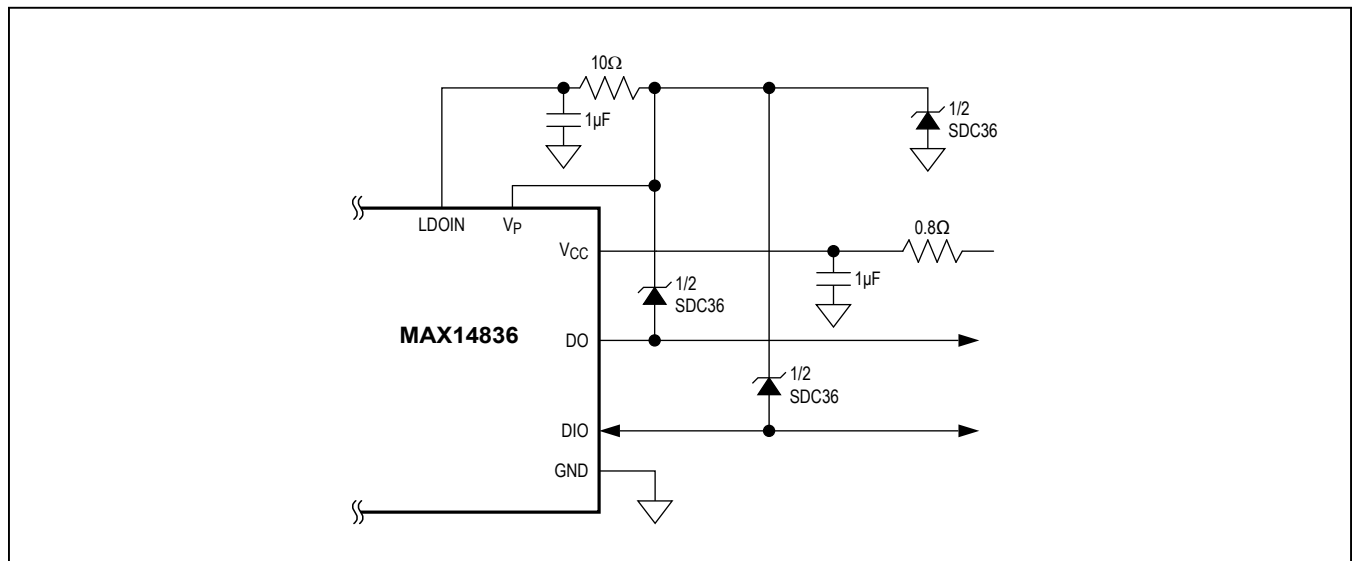 10Ω
1µF
1/2
SDC36
LDOIN
VP
VCC
0.8Ω
1µF
1/2
SDC36
MAX14836
DO
1/2
SDC36
DIO
GND